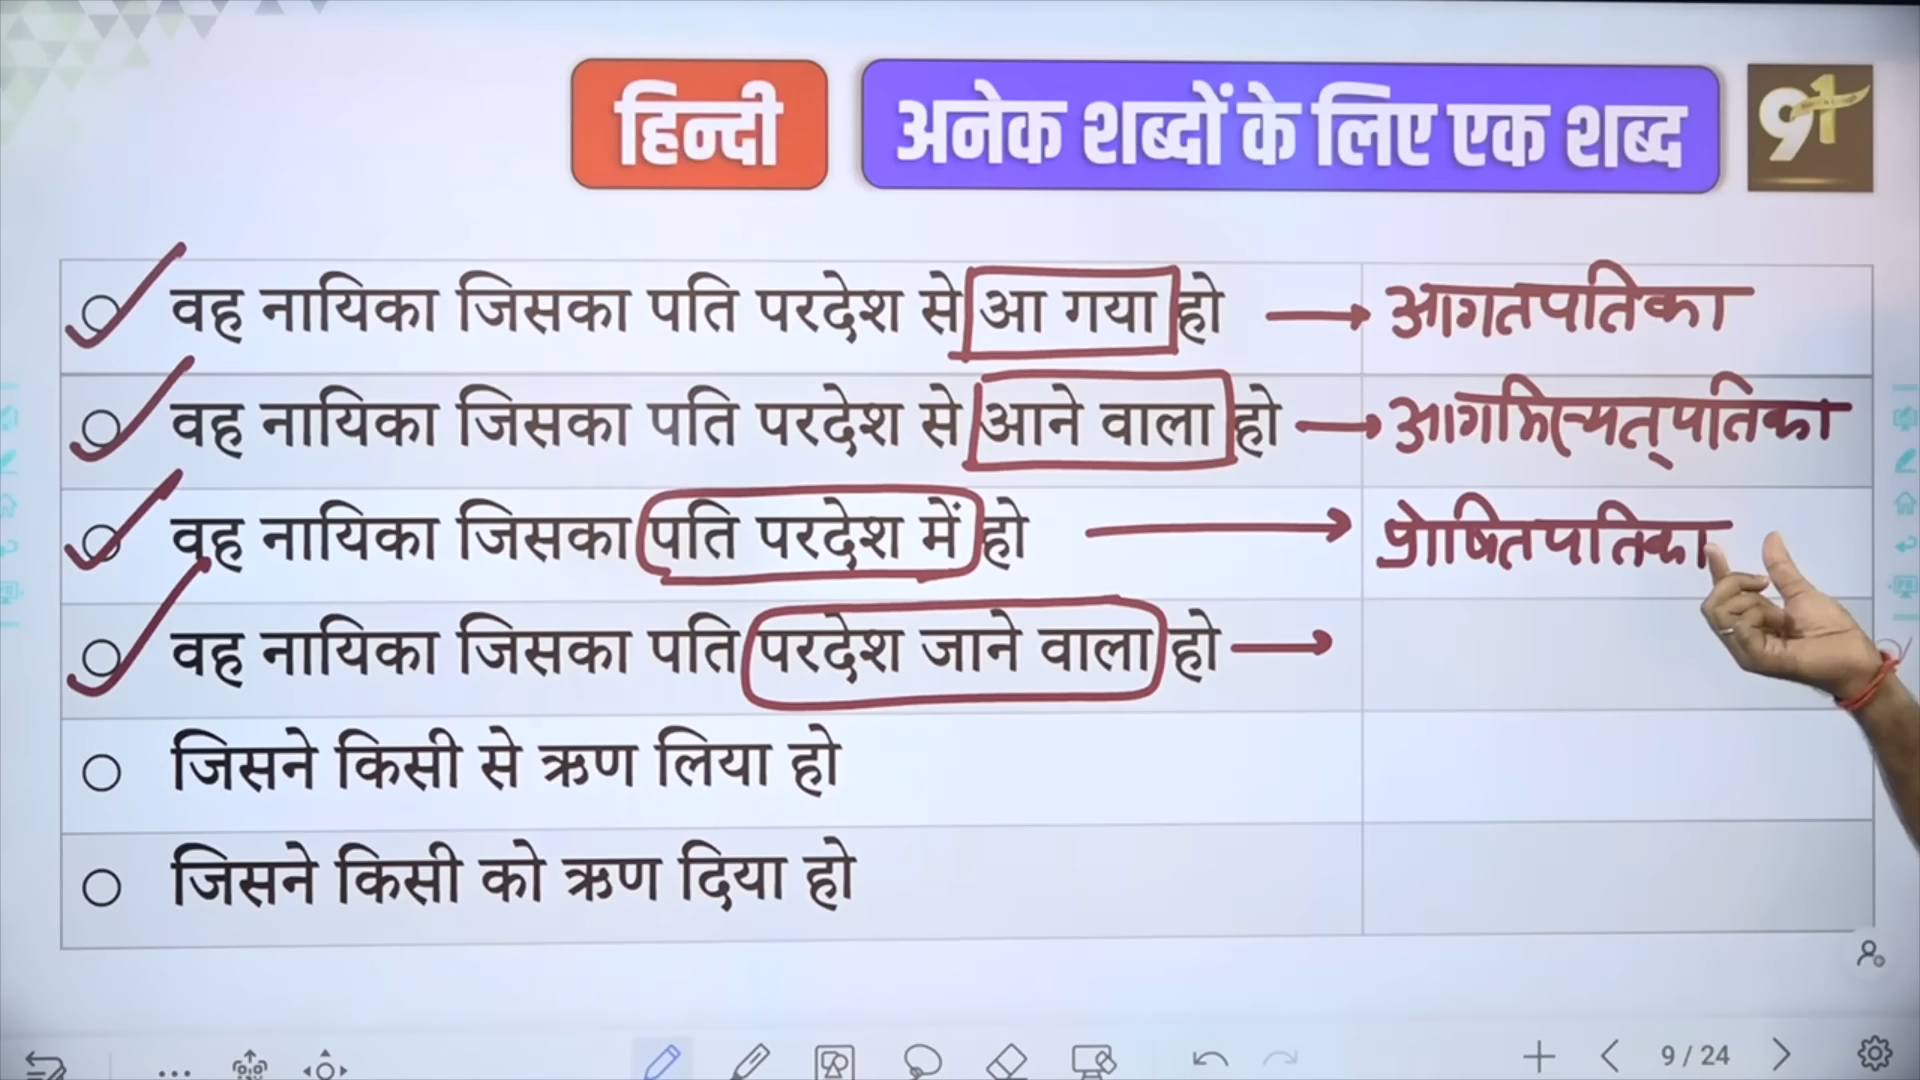 हिन्दी अनेक शब्दों के लिए एक शब्द 91
वह नायिका जिसका पति परदेश से आ गया हो → आगतपतिका
वह नायिका जिसका पति परदेश से आने वाला हो → आगमिष्यत्पतिका
वह नायिका जिसका पति परदेश में हो → प्रोषितपतिका
वह नायिका जिसका पति परदेश जाने वाला हो →
जिसने किसी से ऋण लिया हो
जिसने किसी को ऋण दिया हो
9 / 24